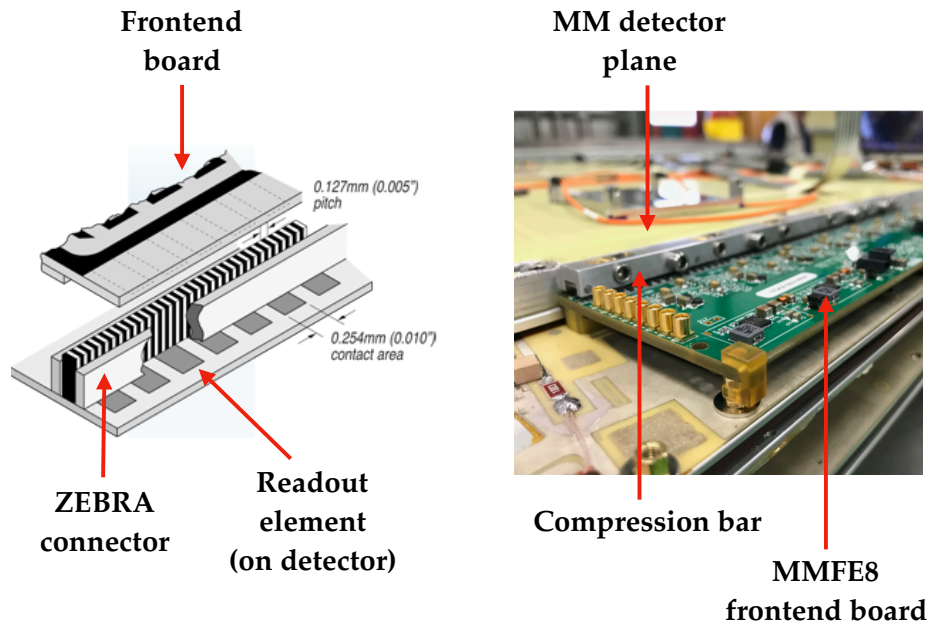 Frontend
board
MM detector
plane
0.127mm (0.005")
pitch
0.254mm (0.010")
contact area
ZEBRA
connector
Readout
element
(on detector)
Compression bar
MMFE8
frontend board